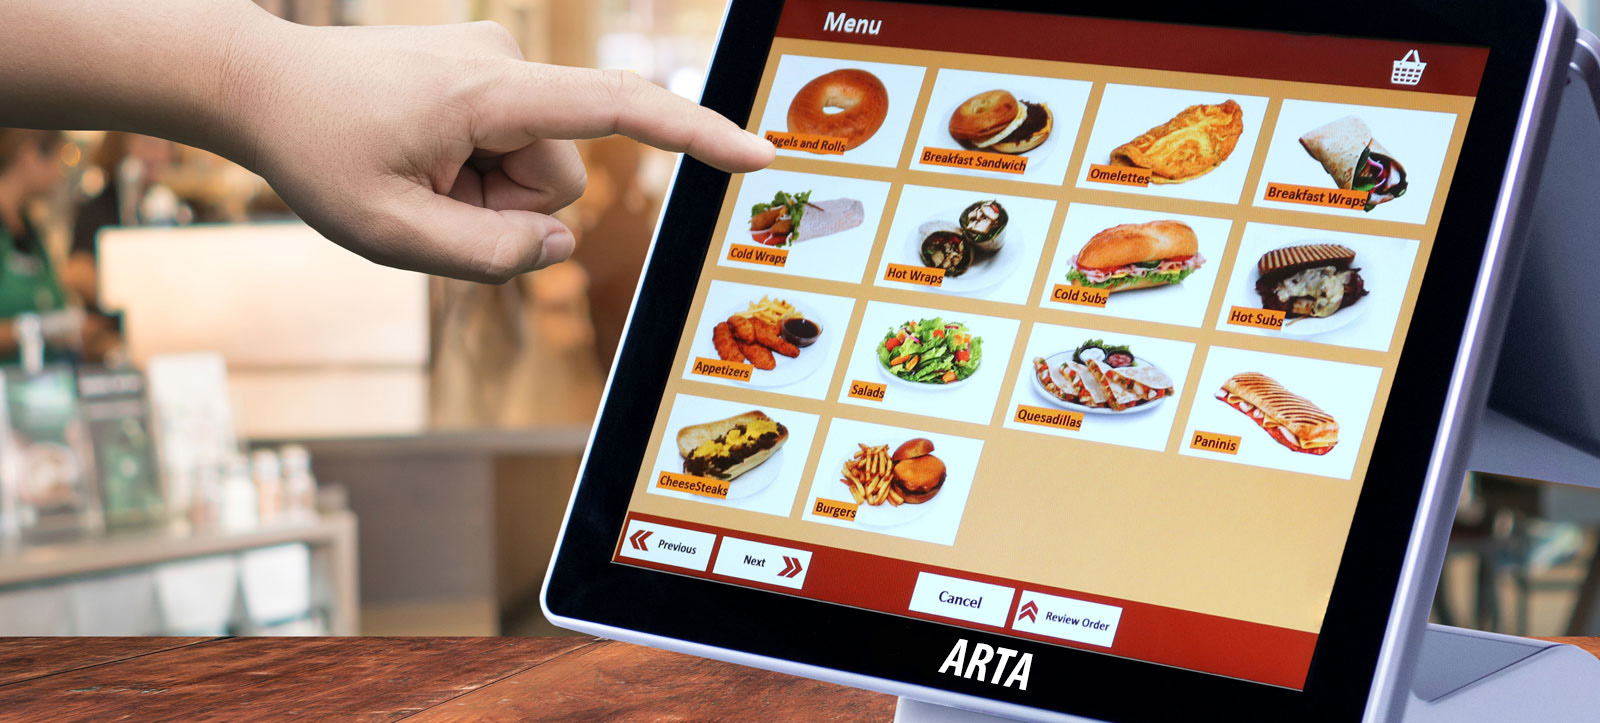 Menu
Bagels and Rolls
Breakfast Sandwich
Omelettes
Breakfast Wraps
Cold Wraps
Hot Wraps
Cold Subs
Hot Subs
Appetizers
Salads
Quesadillas
Paninis
CheeseSteaks
Burgers
Previous
Next
Cancel
Review Order
ARTA